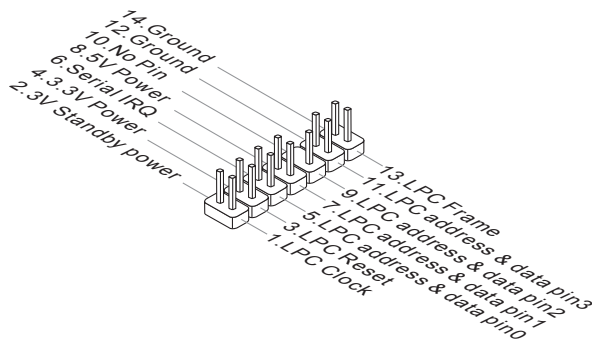 14.Ground
12.Ground
10.No Pin
8.5V Power
6.Serial IRQ
4.3.3V Power
2.3V Standby power
13.LPC Frame
11.LPC address & data pin3
9.LPC address & data pin2
7.LPC address & data pin1
5.LPC address & data pin0
3.LPC Reset
1.LPC Clock